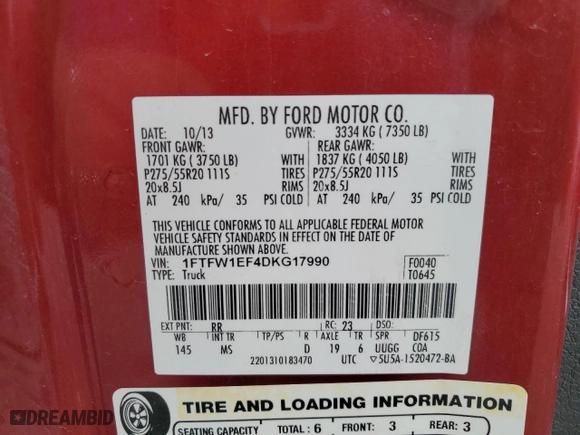 MFD. BY FORD MOTOR CO.
DATE: 10/13 GVWR: 3334 KG ( 7350 LB)
FRONT GAWR: REAR GAWR:
1701 KG ( 3750 LB) WITH 1837 KG ( 4050 LB) WITH
P275/55R20 111S TIRES P275/55R20 111S TIRES
20x8.5J RIMS 20x8.5J RIMS
AT 240 kPa/ 35 PSI COLD AT 240 kPa/ 35 PSI COLD
THIS VEHICLE CONFORMS TO ALL APPLICABLE FEDERAL MOTOR
VEHICLE SAFETY STANDARDS IN EFFECT ON THE DATE OF
MANUFACTURE SHOWN ABOVE.
VIN: 1FTFW1EF4DKG17990 F0040
TYPE: Truck T0645
EXT PNT: RR RC: 23 DSO:
WB INT TR TP/PS R AXLE TR SPR DF615
145 MS D 19 6 UUGG COA
2201310183470 UTC 5U5A-1520472-BA
TIRE AND LOADING INFORMATION
SEATING CAPACITY TOTAL: 6 FRONT: 3 REAR: 3
DREAMBID